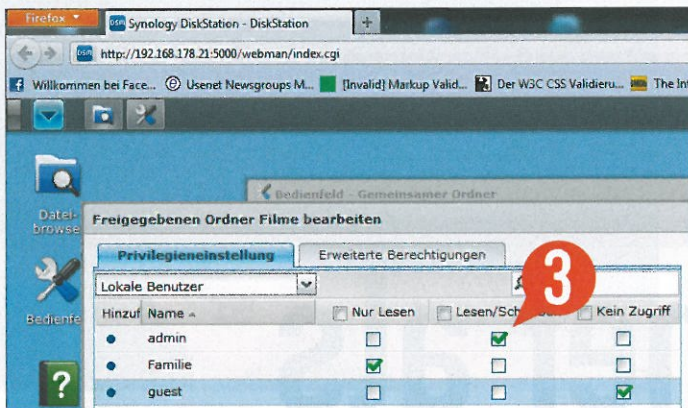 Firefox
Synology DiskStation - DiskStation
http://192.168.178.21:5000/webman/index.cgi
Willkommen bei Face... Usenet Newsgroups M... [Invalid] Markup Valid... Der W3C CSS Validieru... The
Bedienfeld - Gemeinsamer Ordner
Datei-
browse
Freigegebenen Ordner Filme bearbeiten
Privilegieneinstellung Erweiterte Berechtigungen
Lokale Benutzer
3
Hinzuf Name Nur Lesen Lesen/Sch Kein Zugriff
admin
Familie
guest
Bedienfe
?